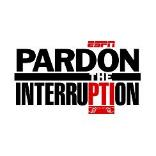 ESPN
PARDON
THE
INTERRUPTION